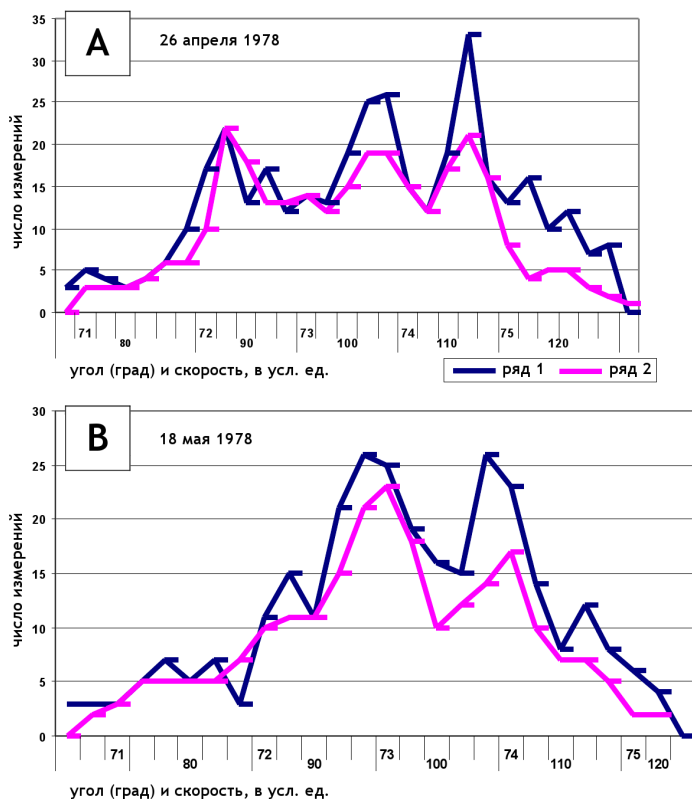 A
26 апреля 1978
35
30
25
20
15
10
5
0
число измерений
71 72 73 74 75
80 90 100 110 120
угол (град) и скорость, в усл. ед.
ряд 1 ряд 2
B
18 мая 1978
30
25
20
15
10
5
0
число измерений
71 72 73 74 75
80 90 100 110 120
угол (град) и скорость, в усл. ед.